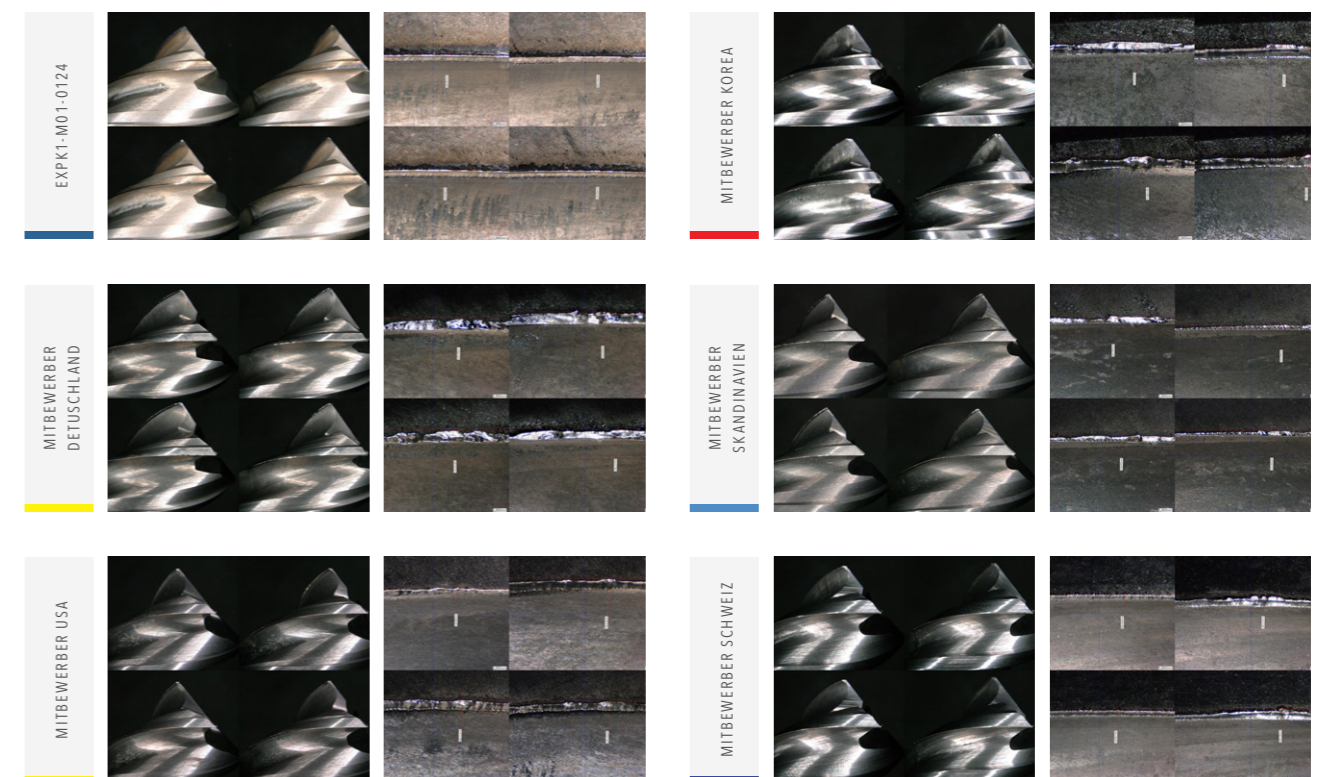 EXPK1-M01-0124
MITBEWERBER KOREA
MITBEWERBER
DETUSCHLAND
MITBEWERBER
SKANDINAVIEN
MITBEWERBER USA
MITBEWERBER SCHWEIZ